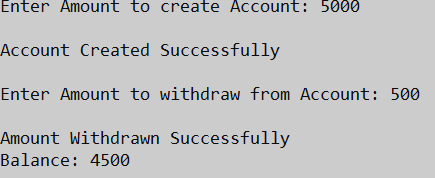 Enter Amount to create Account: 5000
Account Created Successfully
Enter Amount to withdraw from Account: 500
Amount Withdrawn Successfully
Balance: 4500